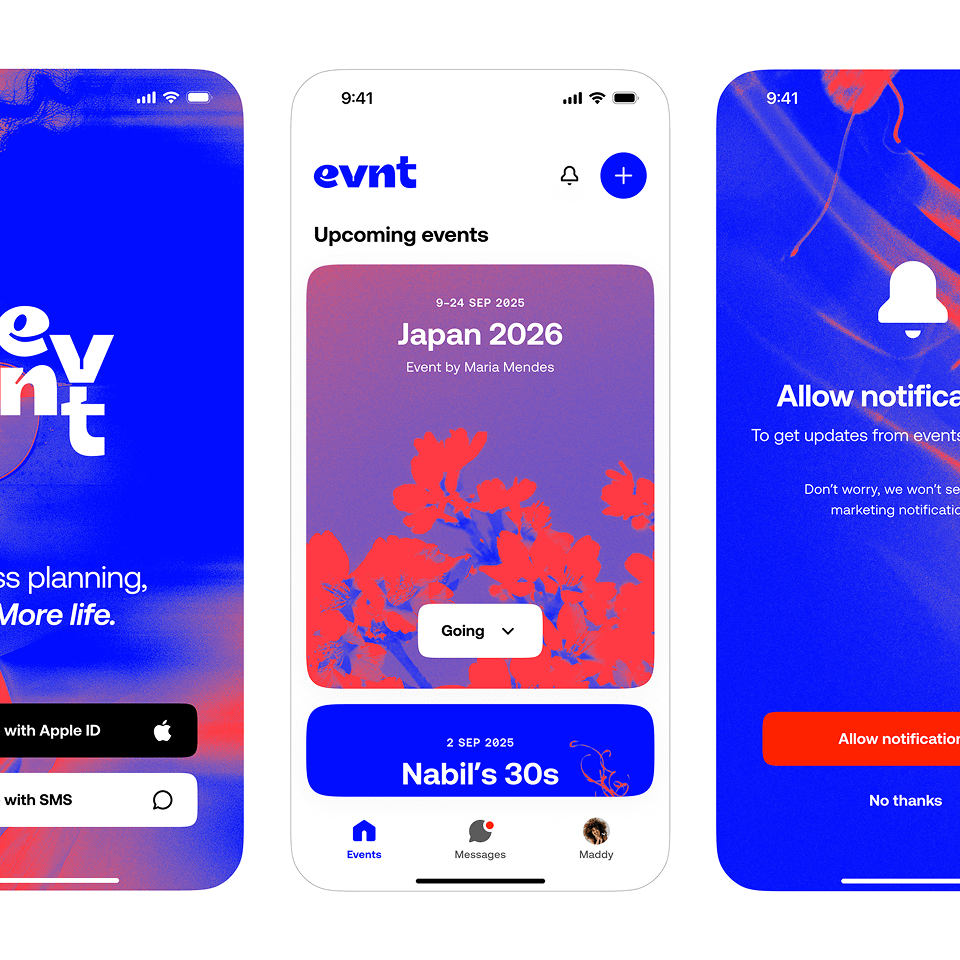 ev
nt
ss planning,
More life.
with Apple ID
with SMS
9:41
evnt
Upcoming events
9–24 SEP 2025
Japan 2026
Event by Maria Mendes
Going
2 SEP 2025
Nabil’s 30s
Events
Messages
Maddy
9:41
Allow notifica
To get updates from events
Don’t worry, we won’t se
marketing notificatio
Allow notification
No thanks